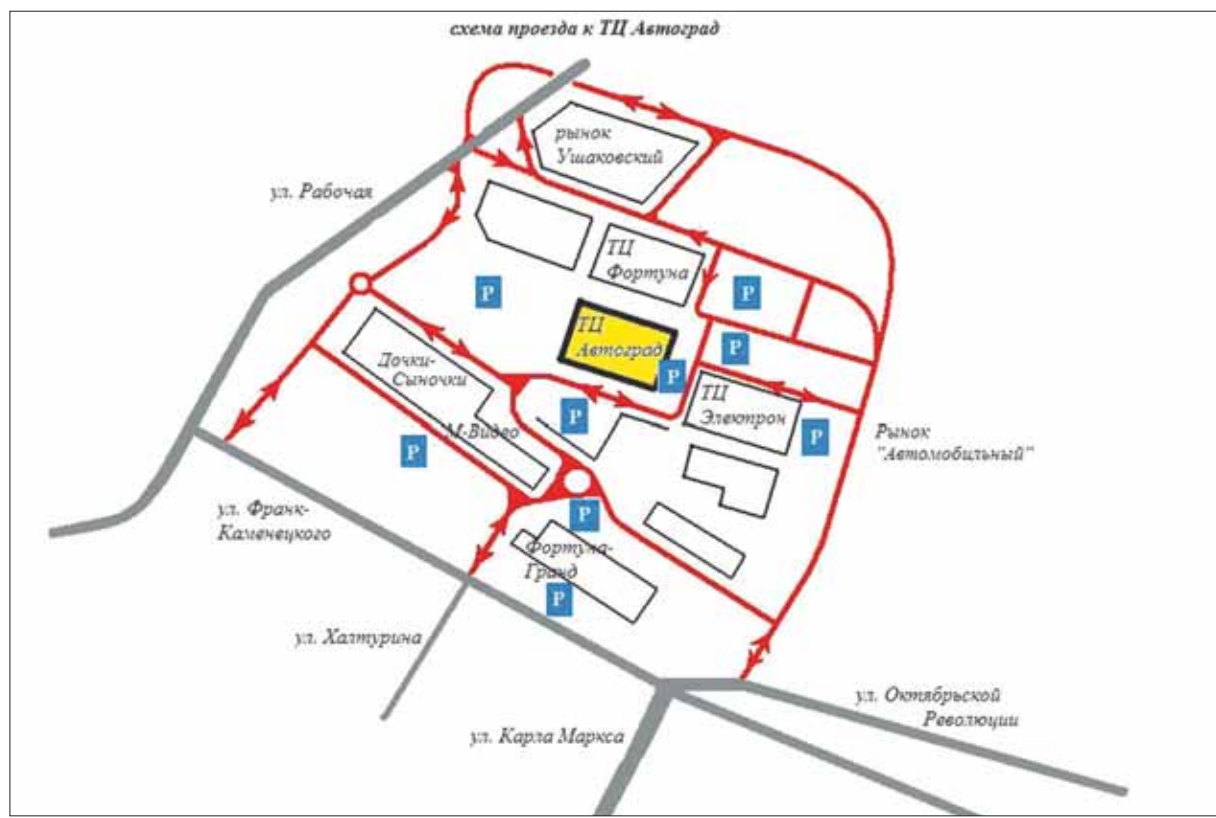 схема проезда к ТЦ Автоград
рынок
Ушаковский
ул. Рабочая
ТЦ
Фортуна
P
P
ТЦ
Автоград
P
P
Дочки-
Сыночки
ТЦ
Электрон
P
М-Видео
P
P
Рынок
"Автомобильный"
ул. Франк-
Каменецкого
P
Фортуна-
Гранд
P
ул. Халтурина
ул. Октябрьской
Революции
ул. Карла Маркса